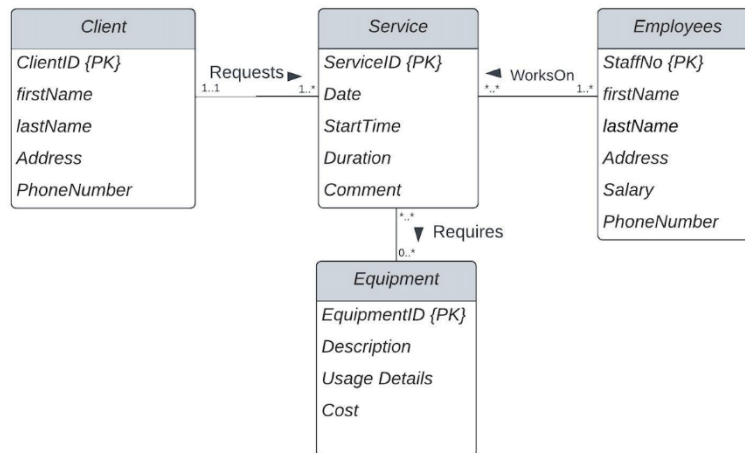 Client
ClientID {PK}
firstName
lastName
Address
PhoneNumber
Requests
1..1
1..*
Service
ServiceID {PK}
Date
StartTime
Duration
Comment
WorksOn
*..*
1..*
Employees
StaffNo {PK}
firstName
lastName
Address
Salary
PhoneNumber
*..*
Requires
0..*
Equipment
EquipmentID {PK}
Description
Usage Details
Cost